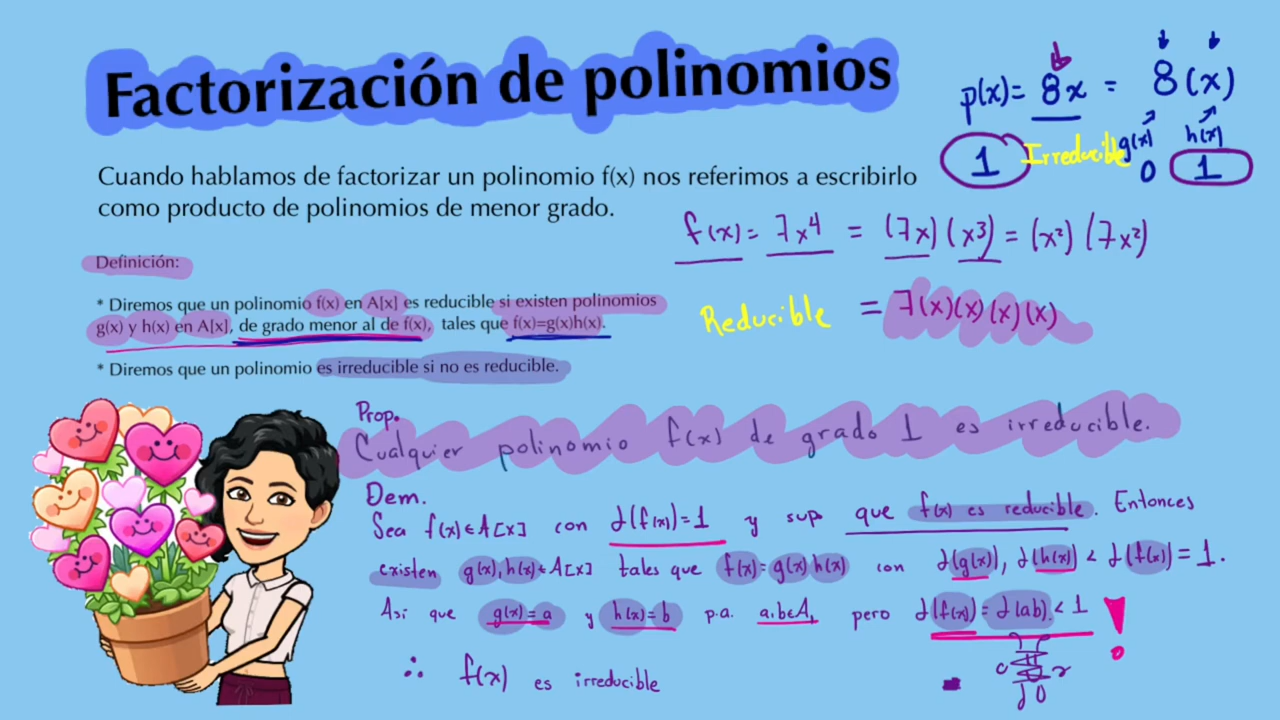 Factorización de polinomios
p(x) = 8x = 8 (x)
g(x) h(x)
1 Irreducible 0 1
Cuando hablamos de factorizar un polinomio f(x) nos referimos a escribirlo
como producto de polinomios de menor grado.
f(x) = 7x⁴ = (7x)(x³) = (x²)(7x²)
Reducible = 7(x)(x)(x)(x)
Definición:
* Diremos que un polinomio f(x) en A[x] es reducible si existen polinomios
g(x) y h(x) en A[x], de grado menor al de f(x), tales que f(x)=g(x)h(x).
* Diremos que un polinomio es irreducible si no es reducible.
Prop.
Cualquier polinomio f(x) de grado 1 es irreducible.
Dem.
Sea f(x)∈A[x] con ∂(f(x))=1 y sup que f(x) es reducible. Entonces
existen g(x), h(x)∈A[x] tales que f(x)=g(x)h(x) con ∂(g(x)), ∂(h(x)) < ∂(f(x)) = 1.
Asi que g(x)=a y h(x)=b p.a. a,b∈A, pero ∂(f(x)) = ∂(ab) < 1 !
∴ f(x) es irreducible